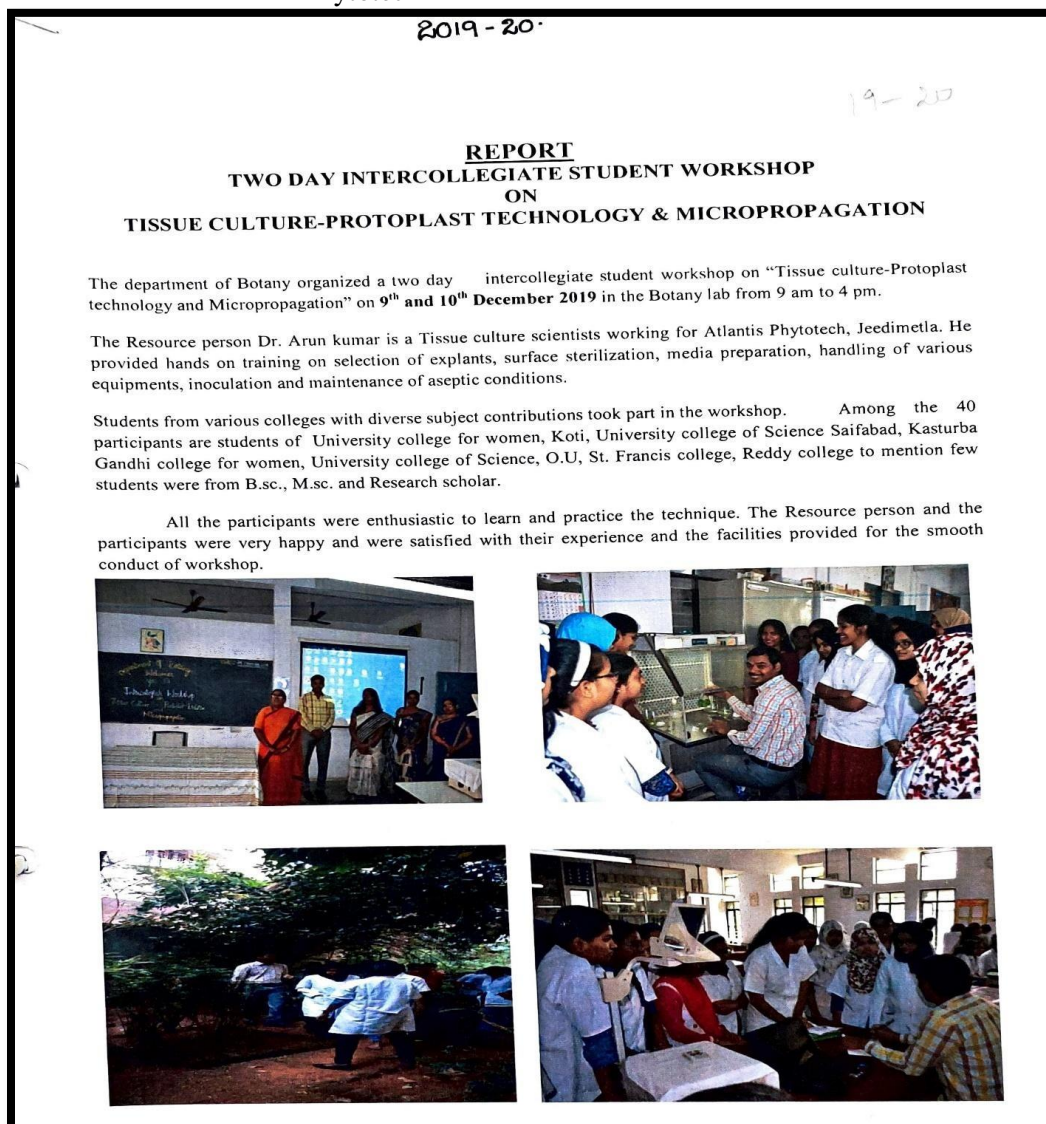 2019-20.
19-20
REPORT
TWO DAY INTERCOLLEGIATE STUDENT WORKSHOP
ON
TISSUE CULTURE-PROTOPLAST TECHNOLOGY & MICROPROPAGATION
The department of Botany organized a two day intercollegiate student workshop on “Tissue culture-Protoplast
technology and Micropropagation” on 9th and 10th December 2019 in the Botany lab from 9 am to 4 pm.
The Resource person Dr. Arun kumar is a Tissue culture scientists working for Atlantis Phytotech, Jeedimetla. He
provided hands on training on selection of explants, surface sterilization, media preparation, handling of various
equipments, inoculation and maintenance of aseptic conditions.
Students from various colleges with diverse subject contributions took part in the workshop. Among the 40
participants are students of University college for women, Koti, University college of Science Saifabad, Kasturba
Gandhi college for women, University college of Science, O.U, St. Francis college, Reddy college to mention few
students were from B.sc., M.sc. and Research scholar.
All the participants were enthusiastic to learn and practice the technique. The Resource person and the
participants were very happy and were satisfied with their experience and the facilities provided for the smooth
conduct of workshop.
Department of Botany
Welcomes
Micropropagation